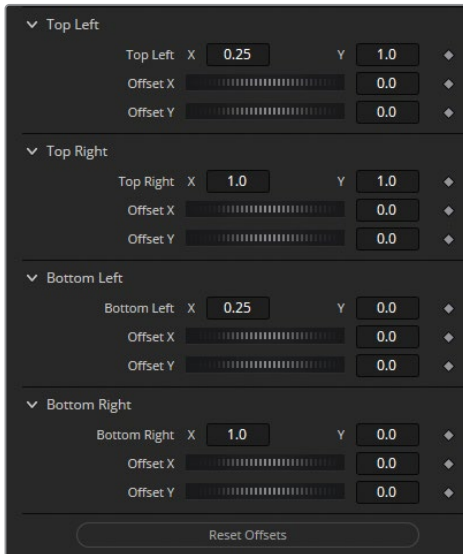 Top Left
Top Left X 0.25 Y 1.0
Offset X 0.0
Offset Y 0.0
Top Right
Top Right X 1.0 Y 1.0
Offset X 0.0
Offset Y 0.0
Bottom Left
Bottom Left X 0.25 Y 0.0
Offset X 0.0
Offset Y 0.0
Bottom Right
Bottom Right X 1.0 Y 0.0
Offset X 0.0
Offset Y 0.0
Reset Offsets